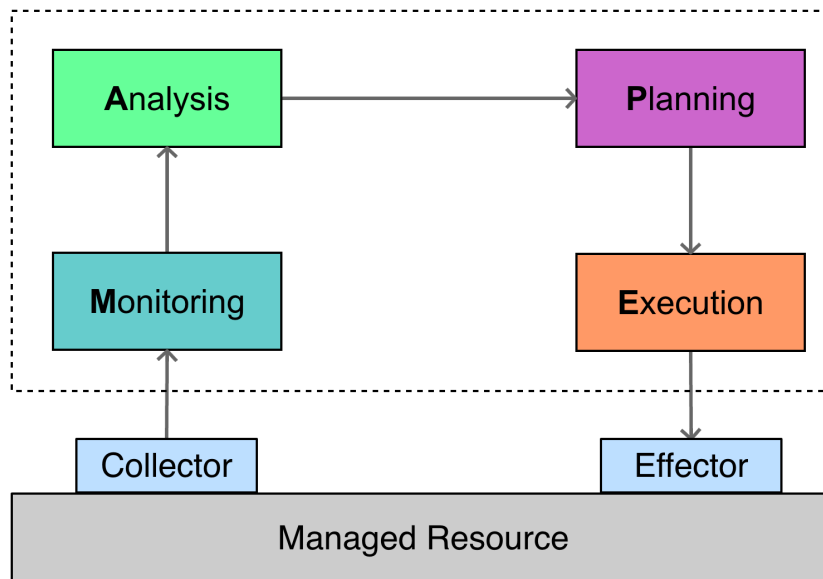 Analysis
Planning
Monitoring
Execution
Collector
Effector
Managed Resource